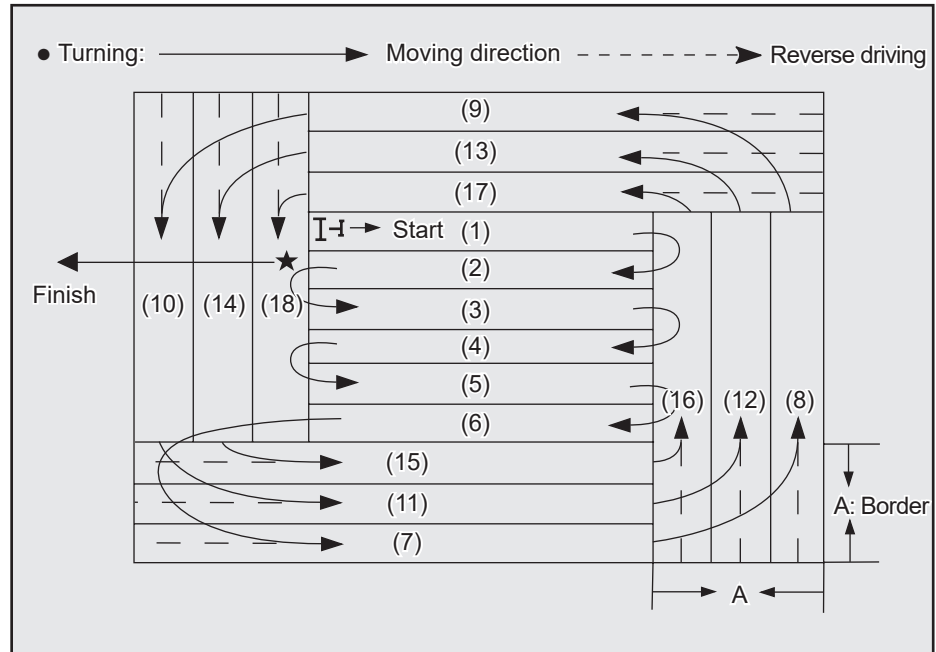 ● Turning: Moving direction Reverse driving
(9)
(13)
(17)
Start (1)
(2)
Finish
(10) (14) (18) (3)
(4)
(5)
(16) (12) (8)
(6)
(15)
(11)
A: Border
(7)
A